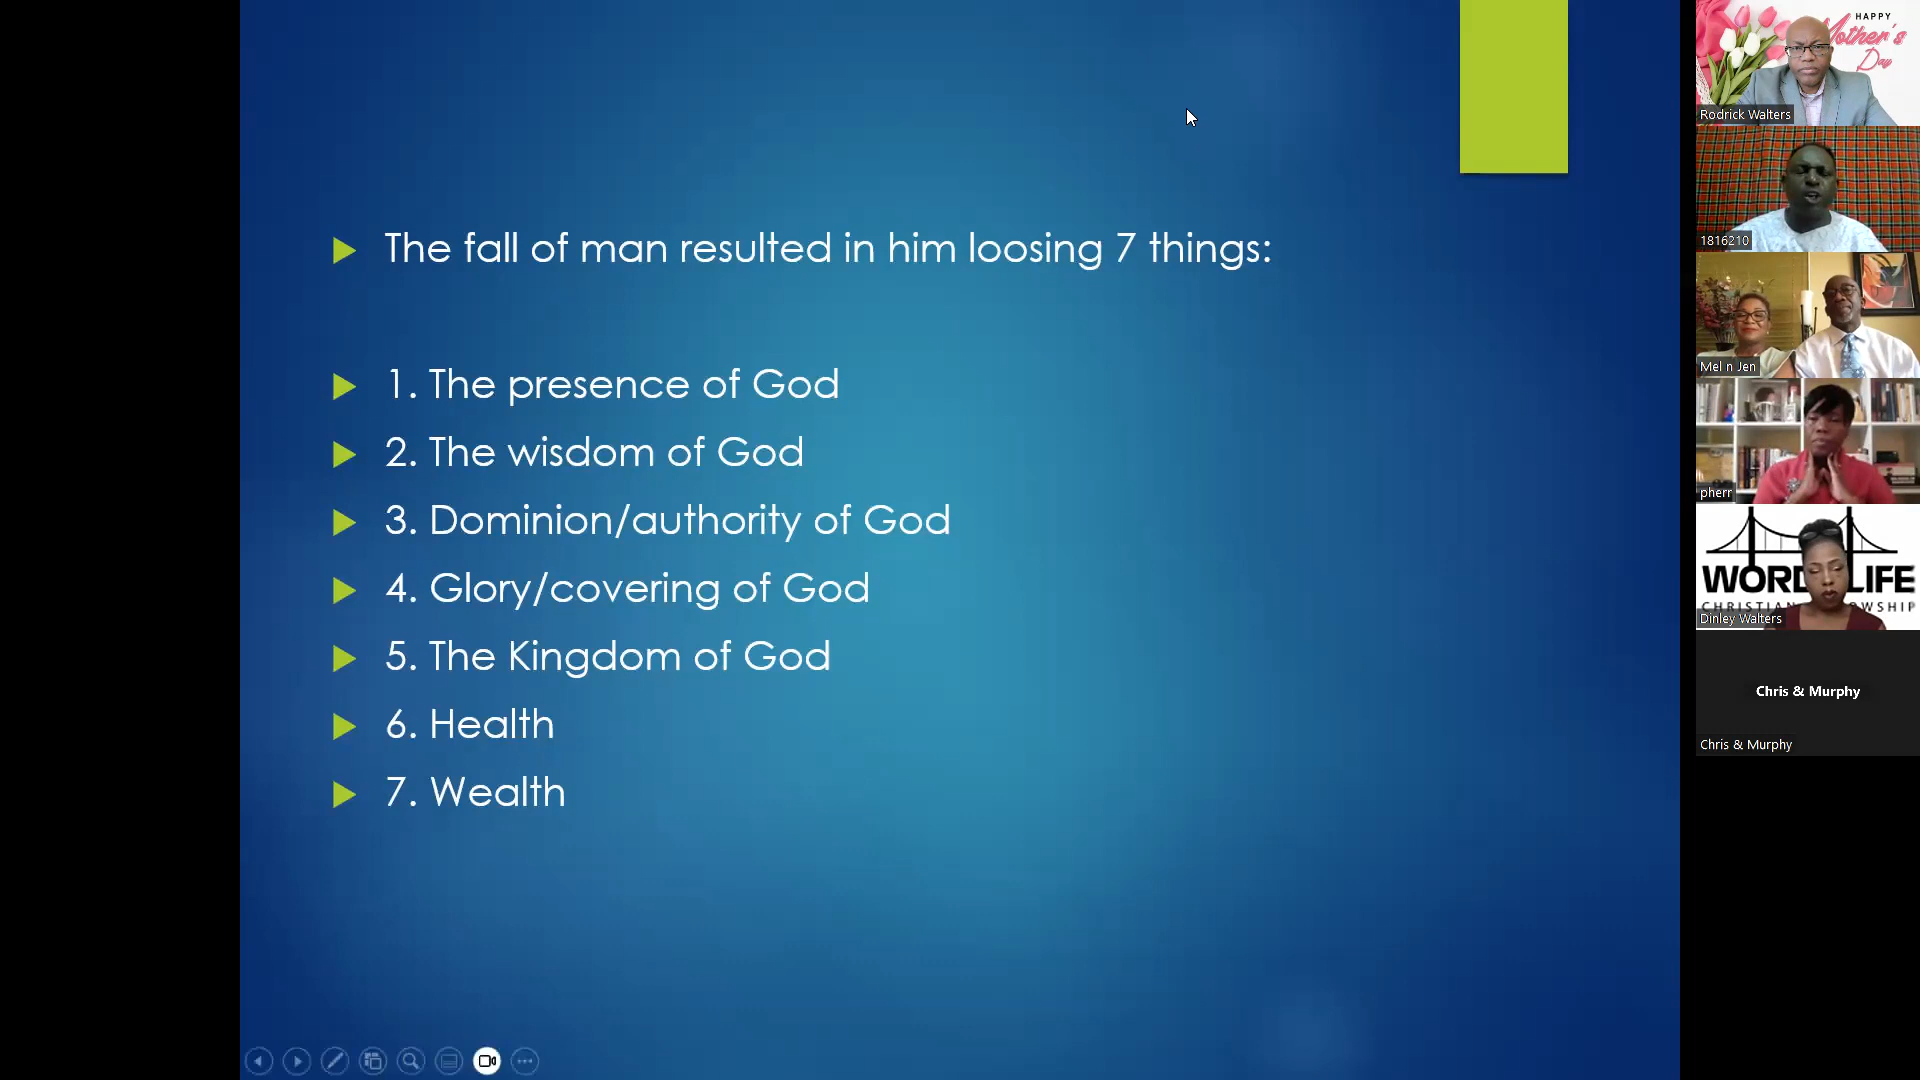 The fall of man resulted in him loosing 7 things:
1. The presence of God
2. The wisdom of God
3. Dominion/authority of God
4. Glory/covering of God
5. The Kingdom of God
6. Health
7. Wealth
HAPPY
Mother's
Day
Rodrick Walters
1816210
Mel n Jen
pherr
WORD LIFE
Dinley Walters
Chris & Murphy
Chris & Murphy